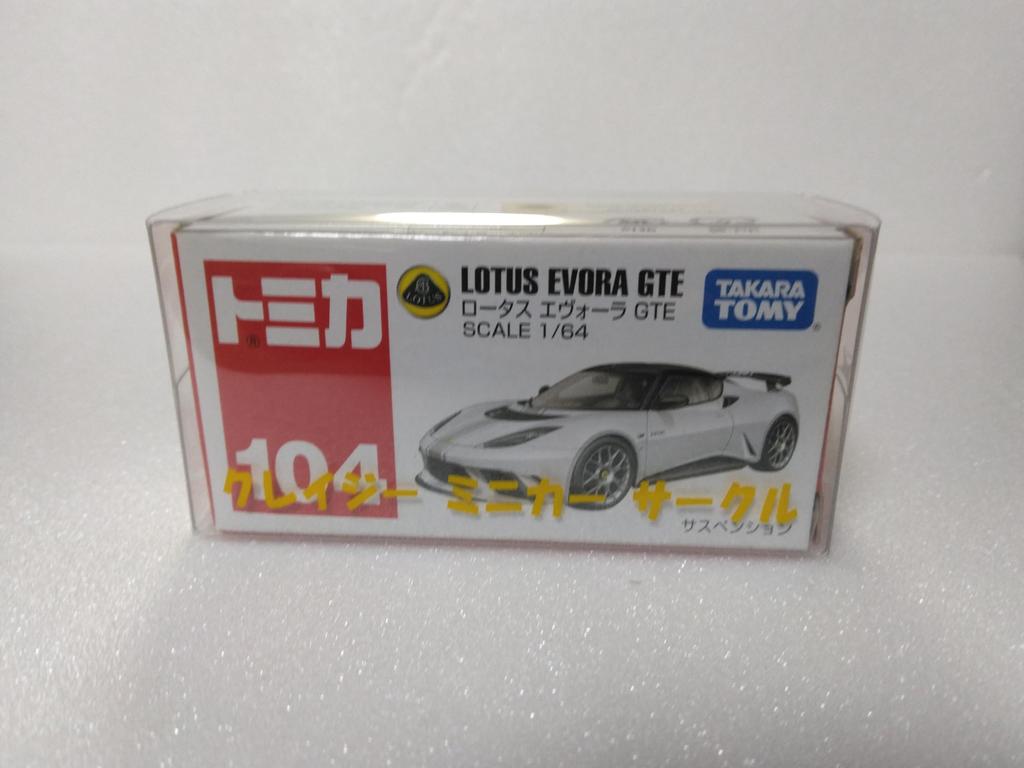 トミカ
®
104
LOTUS
LOTUS EVORA GTE
ロータス エヴォーラ GTE
SCALE 1/64
TAKARA
TOMY
®
クレイジー ミニカー サークル
サスペンション